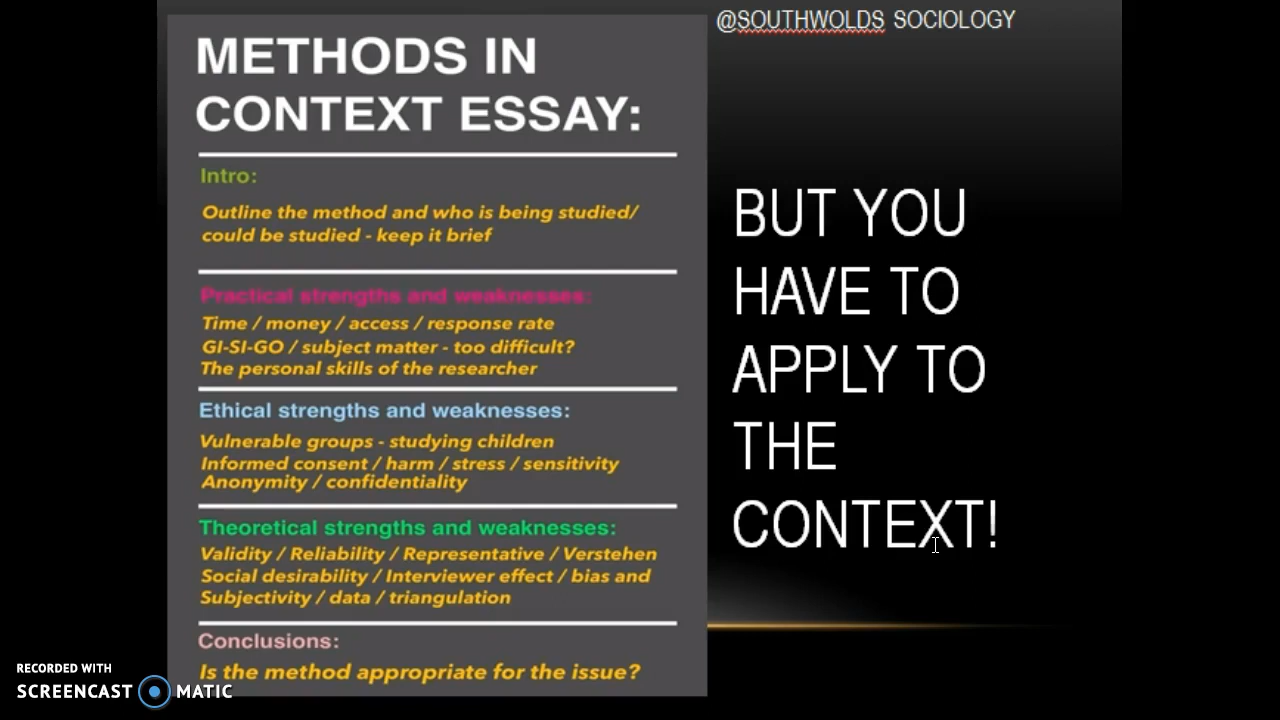 @SOUTHWOLDS SOCIOLOGY
METHODS IN
CONTEXT ESSAY:
Intro:
Outline the method and who is being studied/
could be studied - keep it brief
Practical strengths and weaknesses:
Time / money / access / response rate
GI-SI-GO / subject matter - too difficult?
The personal skills of the researcher
Ethical strengths and weaknesses:
Vulnerable groups - studying children
Informed consent / harm / stress / sensitivity
Anonymity / confidentiality
Theoretical strengths and weaknesses:
Validity / Reliability / Representative / Verstehen
Social desirability / Interviewer effect / bias and
Subjectivity / data / triangulation
Conclusions:
Is the method appropriate for the issue?
BUT YOU
HAVE TO
APPLY TO
THE
CONTEXT!
RECORDED WITH
SCREENCAST MATIC